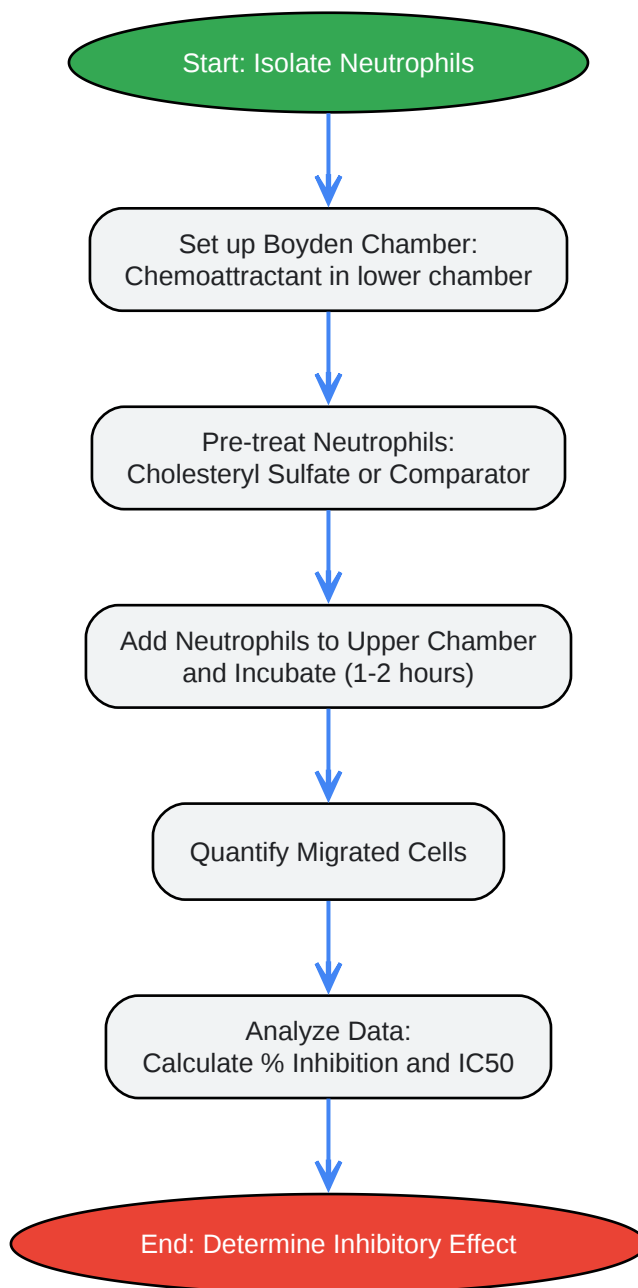 Start: Isolate Neutrophils
Set up Boyden Chamber:
Chemoattractant in lower chamber
Pre-treat Neutrophils:
Cholesteryl Sulfate or Comparator
Add Neutrophils to Upper Chamber
and Incubate (1-2 hours)
Quantify Migrated Cells
Analyze Data:
Calculate % Inhibition and IC50
End: Determine Inhibitory Effect